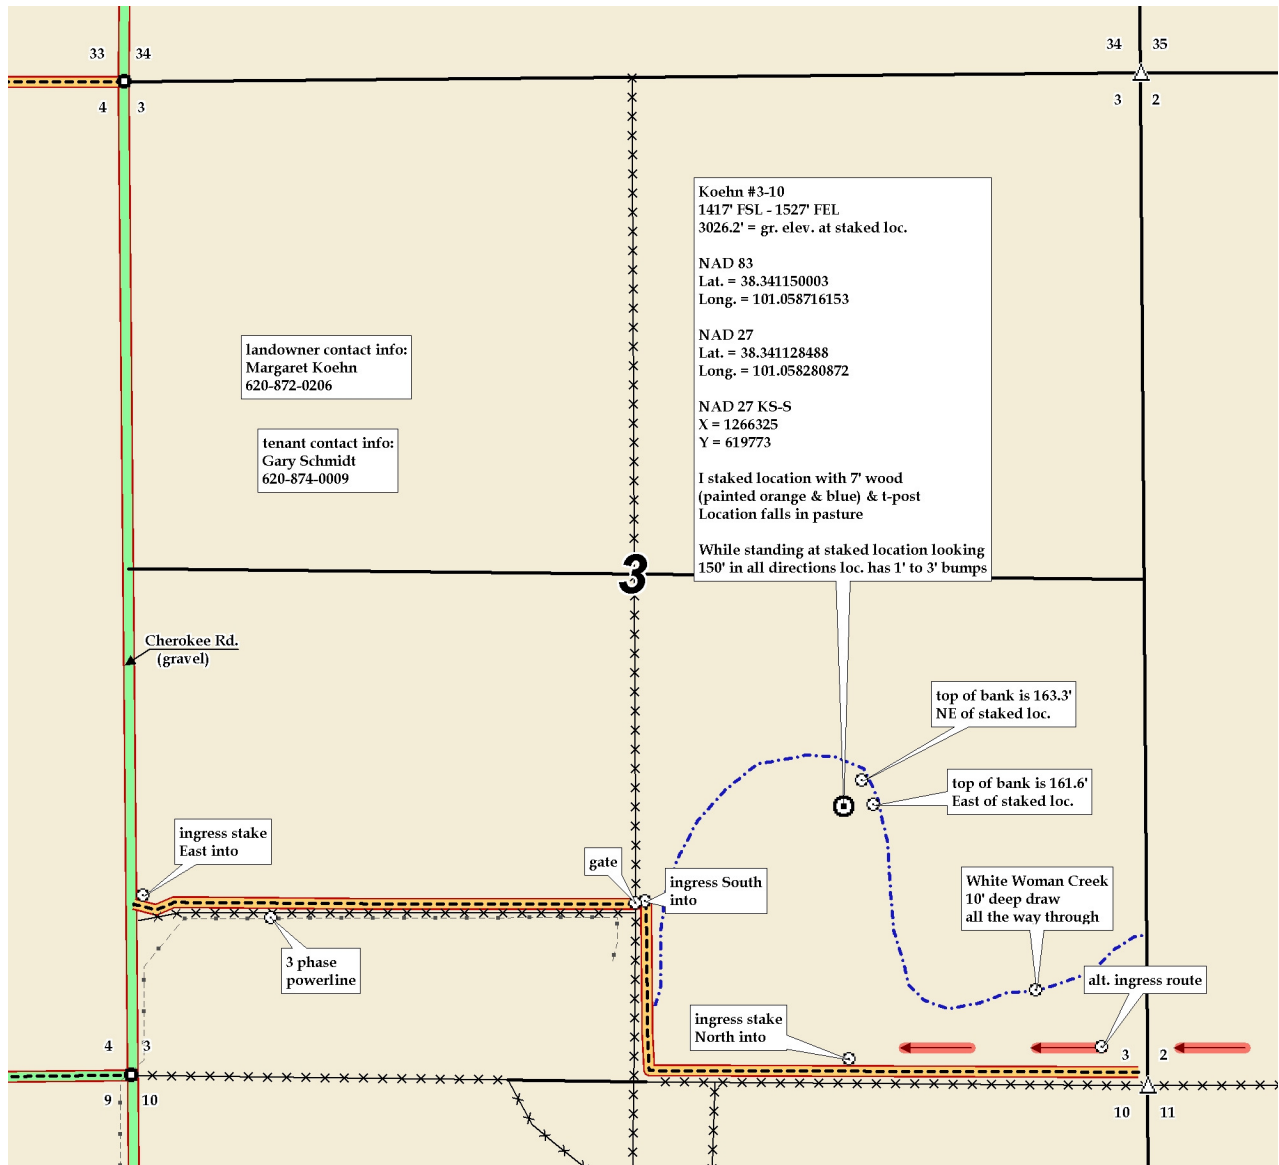 33 34
34 35
4 3
3 2
Koehn #3-10
1417' FSL - 1527' FEL
3026.2' = gr. elev. at staked loc.
NAD 83
Lat. = 38.341150003
Long. = 101.058716153
NAD 27
Lat. = 38.341128488
Long. = 101.058280872
NAD 27 KS-S
X = 1266325
Y = 619773
I staked location with 7' wood
(painted orange & blue) & t-post
Location falls in pasture
While standing at staked location looking
150' in all directions loc. has 1' to 3' bumps
landowner contact info:
Margaret Koehn
620-872-0206
tenant contact info:
Gary Schmidt
620-874-0009
3
Cherokee Rd.
(gravel)
top of bank is 163.3'
NE of staked loc.
top of bank is 161.6'
East of staked loc.
ingress stake
East into
gate
ingress South
into
White Woman Creek
10' deep draw
all the way through
3 phase
powerline
alt. ingress route
ingress stake
North into
4 3
3 2
9 10
10 11